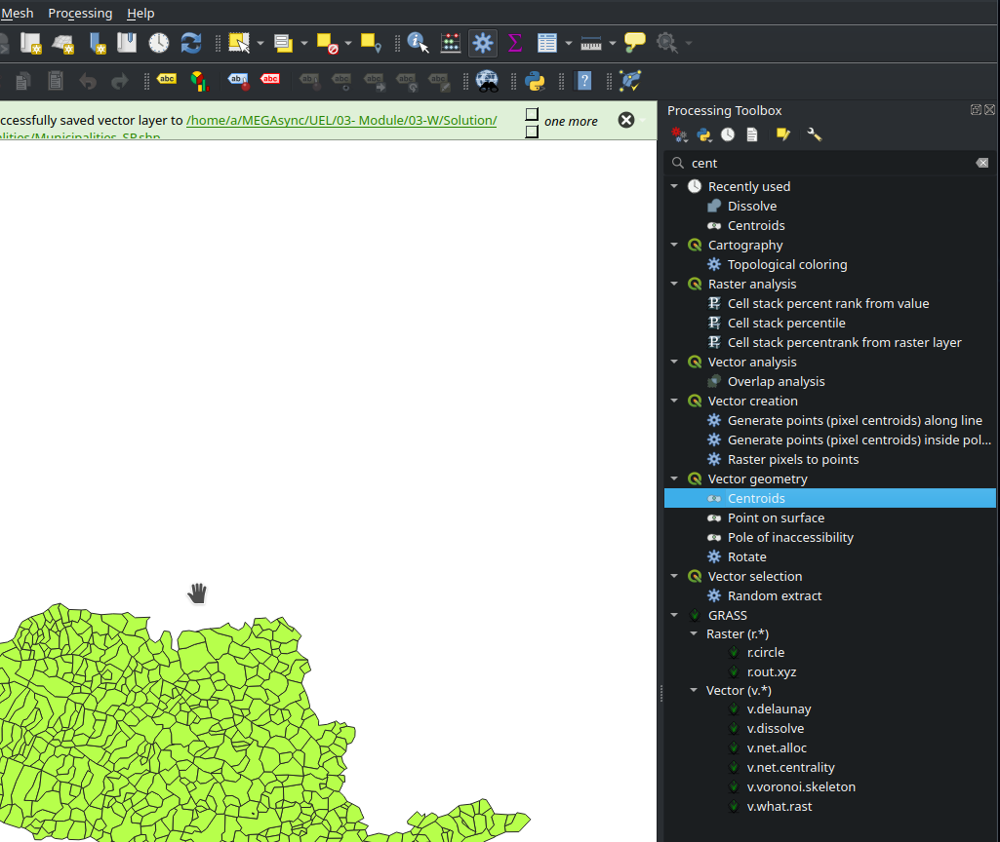 Mesh Processing Help
abc abc abc
ccessfully saved vector layer to /home/a/MEGAsync/UEL/03- Module/03-W/Solution/
one more
Processing Toolbox
cent
Recently used
Dissolve
Centroids
Cartography
Topological coloring
Raster analysis
Cell stack percent rank from value
Cell stack percentile
Cell stack percentrank from raster layer
Vector analysis
Overlap analysis
Vector creation
Generate points (pixel centroids) along line
Generate points (pixel centroids) inside pol...
Raster pixels to points
Vector geometry
Centroids
Point on surface
Pole of inaccessibility
Rotate
Vector selection
Random extract
GRASS
Raster (r.*)
r.circle
r.out.xyz
Vector (v.*)
v.delaunay
v.dissolve
v.net.alloc
v.net.centrality
v.voronoi.skeleton
v.what.rast